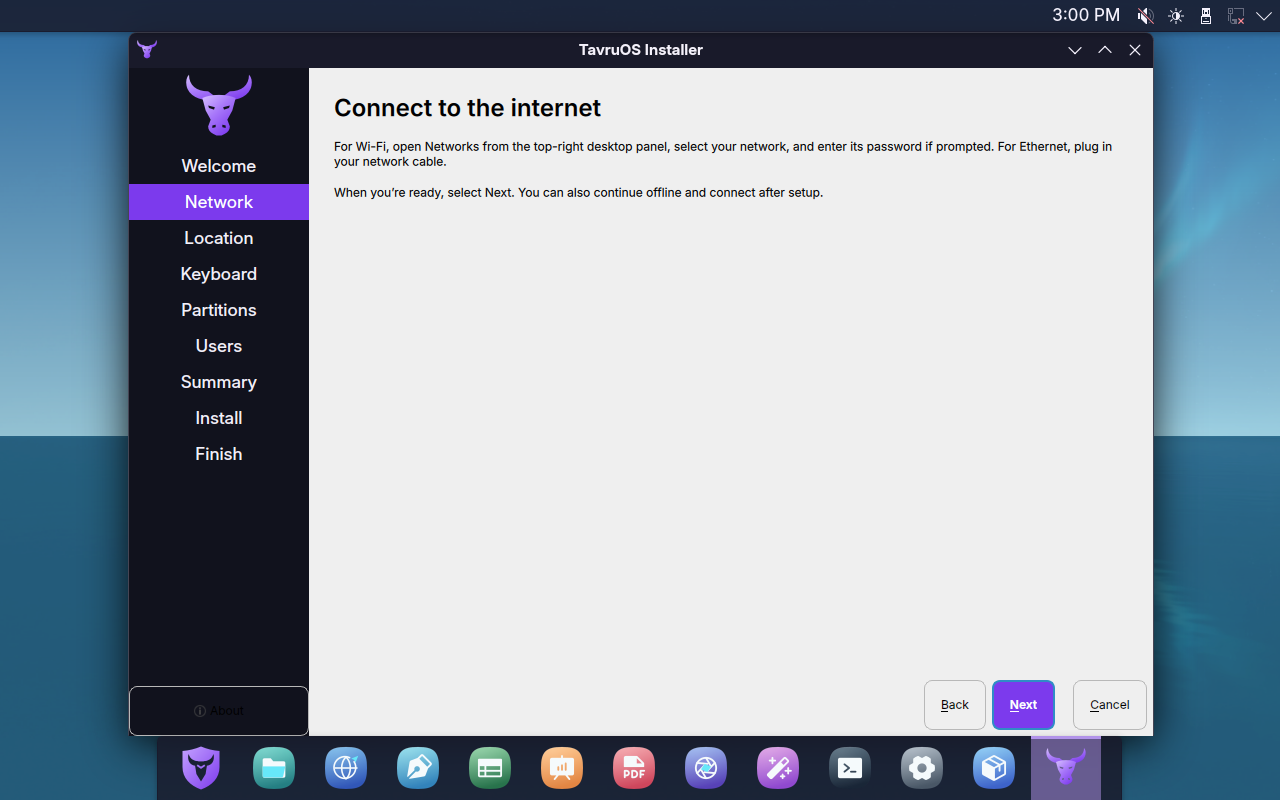 3:00 PM
TavruOS Installer
Welcome
Network
Location
Keyboard
Partitions
Users
Summary
Install
Finish
About
Connect to the internet
For Wi-Fi, open Networks from the top-right desktop panel, select your network, and enter its password if prompted. For Ethernet, plug in
your network cable.
When you’re ready, select Next. You can also continue offline and connect after setup.
Back
Next
Cancel
PDF